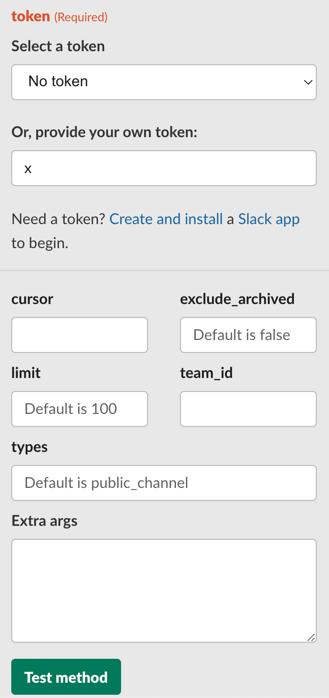 token (Required)
Select a token
No token
Or, provide your own token:
x
Need a token? Create and install a Slack app
to begin.
cursor exclude_archived
Default is false
limit team_id
Default is 100
types
Default is public_channel
Extra args
Test method